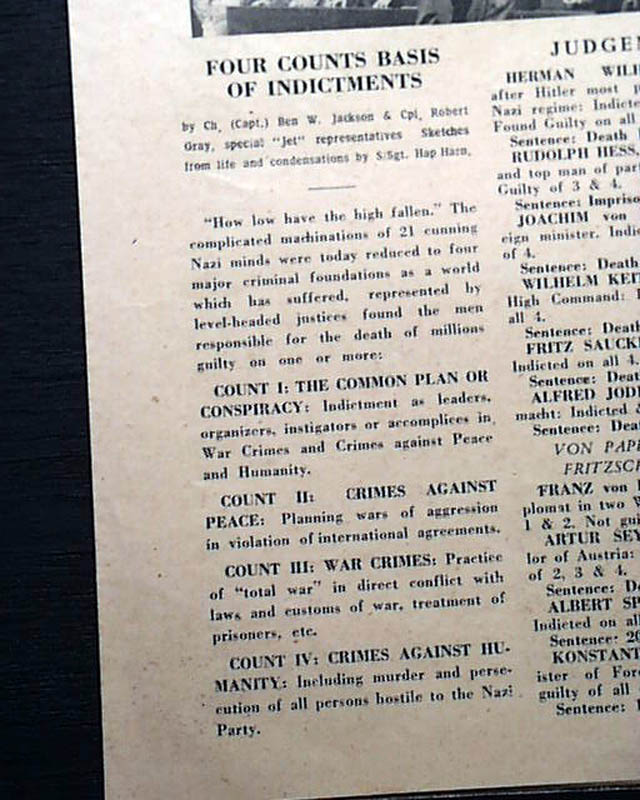 FOUR COUNTS BASIS
OF INDICTMENTS
by Ch. (Capt.) Ben W. Jackson & Cpl. Robert
Gray, special "Jet" representatives Sketches
from life and condensations by S/Sgt. Hap Harn.
"How low have the high fallen." The
complicated machinations of 21 cunning
Nazi minds were today reduced to four
major criminal foundations as a world
which has suffered, represented by
level-headed justices found the men
responsible for the death of millions
guilty on one or more:
COUNT I: THE COMMON PLAN OR
CONSPIRACY: Indictment as leaders,
organizers, instigators or accomplices in
War Crimes and Crimes against Peace
and Humanity.
COUNT II: CRIMES AGAINST
PEACE: Planning wars of aggression
in violation of international agreements.
COUNT III: WAR CRIMES: Practice
of "total war" in direct conflict with
laws and customs of war, treatment of
prisoners, etc.
COUNT IV: CRIMES AGAINST HU-
MANITY: Including murder and perse-
cution of all persons hostile to the Nazi
Party.
JUDGE
HERMAN WIL
after Hitler most
Nazi regime: Indict
Found Guilty on all
Sentence: Death
RUDOLPH HESS,
and top man of par
Guilty of 3 & 4.
Sentence: Impriso
JOACHIM von
eign minister. Indi
of 4.
Sentence: Death
WILHELM KEIT
High Command:
all 4.
Sentence: Death
FRITZ SAUCK
Indicted on all 4.
Sentence: Deat
ALFRED JOD
macht: Indicted
Sentence: Dea
VON PAP
FRITZSC
FRANZ von
plomat in two W
1 & 2. Not gui
ARTUR SEY
lor of Austria:
of 2, 3 & 4.
Sentence: D
ALBERT SP
Indicted on all
Sentence: 20
KONSTANT
ister of Fore
guilty of all
Sentence: